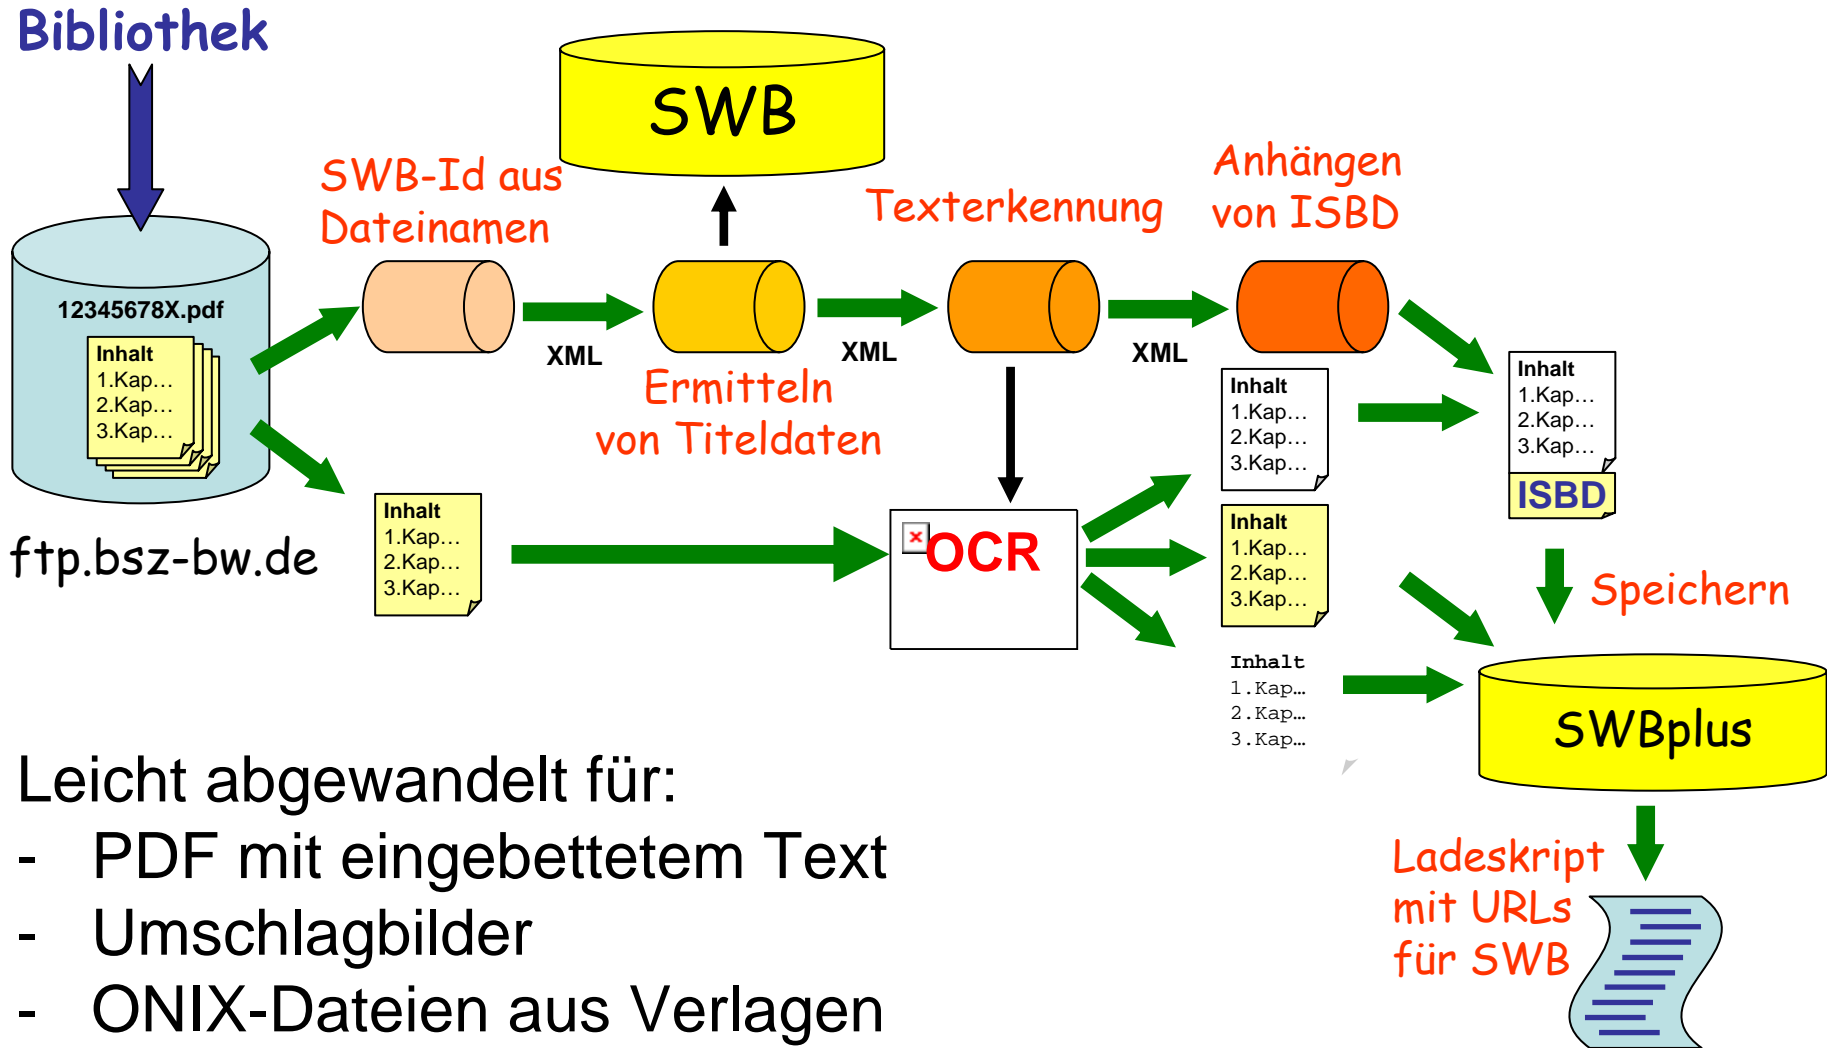 Bibliothek
SWB
SWB-Id aus
Dateinamen
Texterkennung
Anhängen
von ISBD
12345678X.pdf
Inhalt
1.Kap...
2.Kap...
3.Kap...
XML
XML
XML
Ermitteln
von Titeldaten
Inhalt
1.Kap...
2.Kap...
3.Kap...
Inhalt
1.Kap...
2.Kap...
3.Kap...
ISBD
ftp.bsz-bw.de
Inhalt
1.Kap...
2.Kap...
3.Kap...
OCR
Inhalt
1.Kap...
2.Kap...
3.Kap...
Speichern
Inhalt
1.Kap...
2.Kap...
3.Kap...
SWBplus
Leicht abgewandelt für:
- PDF mit eingebettetem Text
- Umschlagbilder
- ONIX-Dateien aus Verlagen
Ladeskript
mit URLs
für SWB